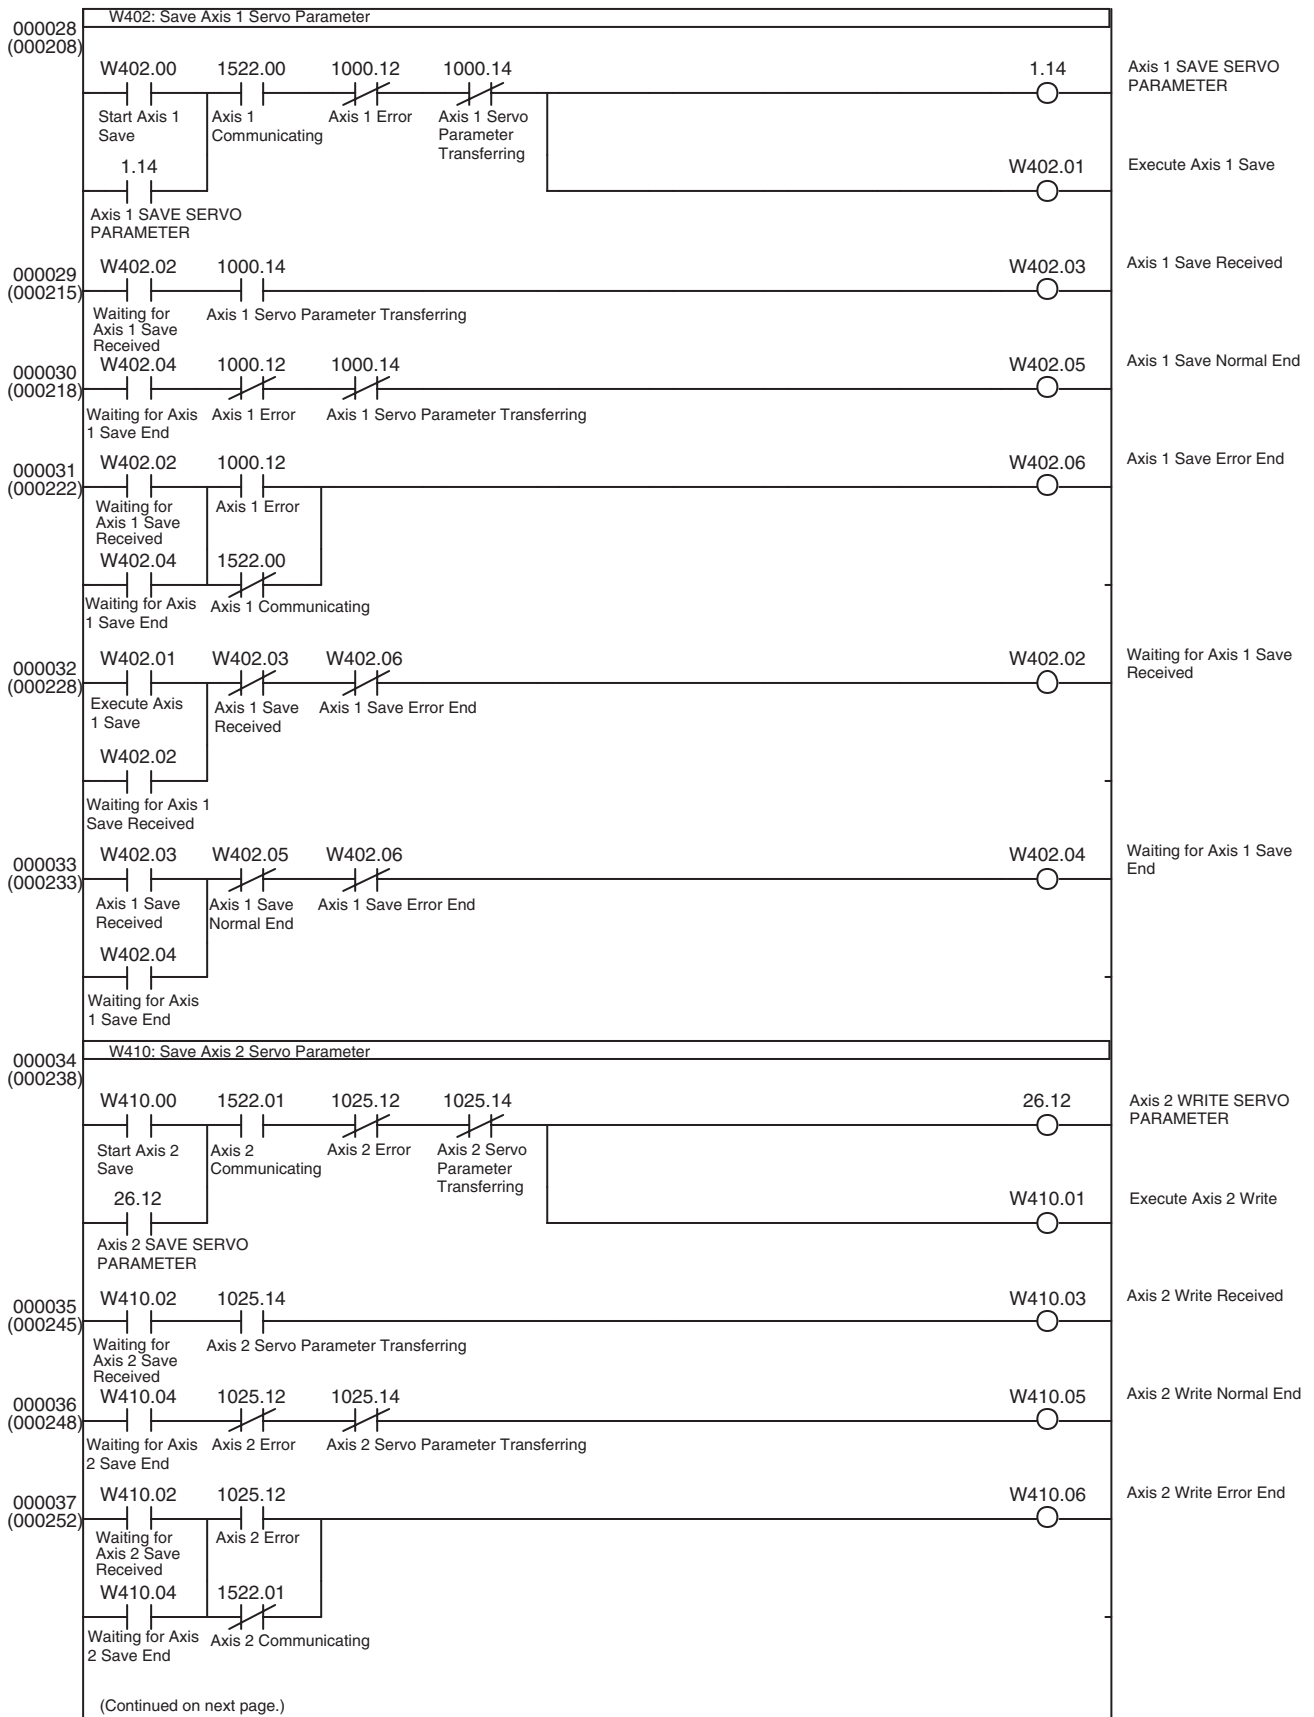 W402: Save Axis 1 Servo Parameter
000028
(000208)
W402.00 1522.00 1000.12 1000.14 1.14 Axis 1 SAVE SERVO
PARAMETER
Start Axis 1 Axis 1 Axis 1 Error Axis 1 Servo
Save Communicating Parameter
Transferring
1.14 W402.01 Execute Axis 1 Save
Axis 1 SAVE SERVO
PARAMETER
000029
(000215)
W402.02 1000.14 W402.03 Axis 1 Save Received
Waiting for Axis 1 Servo Parameter Transferring
Axis 1 Save
Received
000030
(000218)
W402.04 1000.12 1000.14 W402.05 Axis 1 Save Normal End
Waiting for Axis Axis 1 Error Axis 1 Servo Parameter Transferring
1 Save End
000031
(000222)
W402.02 1000.12 W402.06 Axis 1 Save Error End
Waiting for Axis 1 Error
Axis 1 Save
Received
W402.04 1522.00
Waiting for Axis Axis 1 Communicating
1 Save End
000032
(000228)
W402.01 W402.03 W402.06 W402.02 Waiting for Axis 1 Save
Received
Execute Axis Axis 1 Save Axis 1 Save Error End
1 Save Received
W402.02
Waiting for Axis 1
Save Received
000033
(000233)
W402.03 W402.05 W402.06 W402.04 Waiting for Axis 1 Save
End
Axis 1 Save Axis 1 Save Axis 1 Save Error End
Received Normal End
W402.04
Waiting for Axis
1 Save End
W410: Save Axis 2 Servo Parameter
000034
(000238)
W410.00 1522.01 1025.12 1025.14 26.12 Axis 2 WRITE SERVO
PARAMETER
Start Axis 2 Axis 2 Axis 2 Error Axis 2 Servo
Save Communicating Parameter
Transferring
26.12 W410.01 Execute Axis 2 Write
Axis 2 SAVE SERVO
PARAMETER
000035
(000245)
W410.02 1025.14 W410.03 Axis 2 Write Received
Waiting for Axis 2 Servo Parameter Transferring
Axis 2 Save
Received
000036
(000248)
W410.04 1025.12 1025.14 W410.05 Axis 2 Write Normal End
Waiting for Axis Axis 2 Error Axis 2 Servo Parameter Transferring
2 Save End
000037
(000252)
W410.02 1025.12 W410.06 Axis 2 Write Error End
Waiting for Axis 2 Error
Axis 2 Save
Received
W410.04 1522.01
Waiting for Axis Axis 2 Communicating
2 Save End
(Continued on next page.)